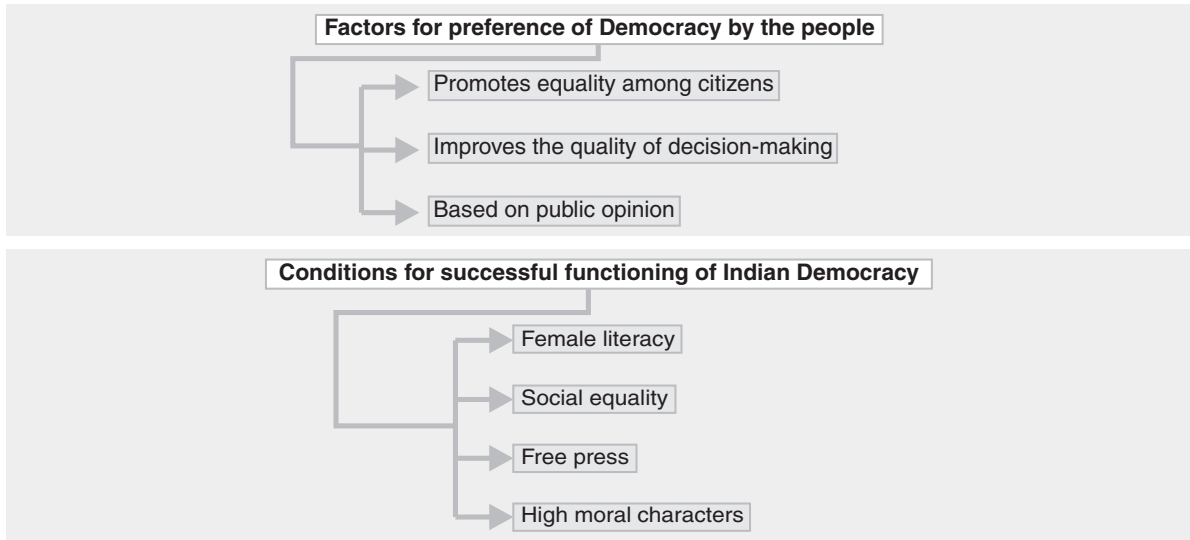 Factors for preference of Democracy by the people
Promotes equality among citizens
Improves the quality of decision-making
Based on public opinion
Conditions for successful functioning of Indian Democracy
Female literacy
Social equality
Free press
High moral characters